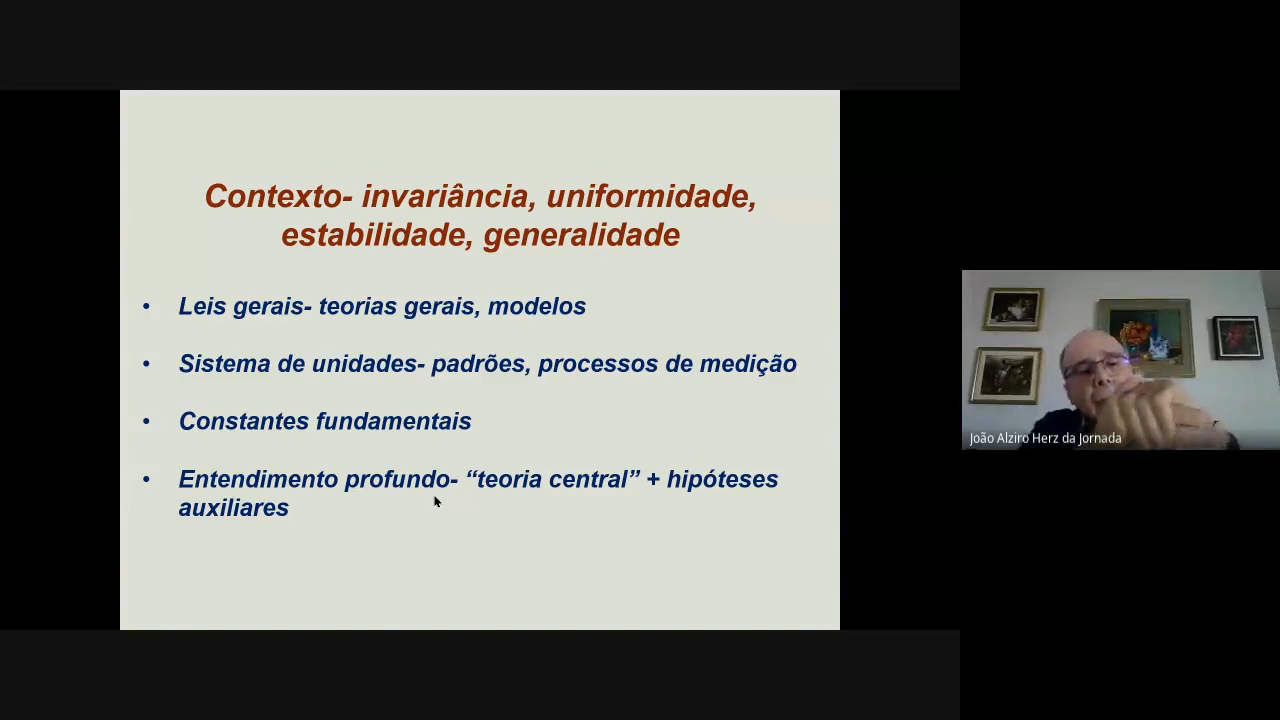 Contexto- invariância, uniformidade,
estabilidade, generalidade
• Leis gerais- teorias gerais, modelos
• Sistema de unidades- padrões, processos de medição
• Constantes fundamentais
• Entendimento profundo- “teoria central” + hipóteses
auxiliares
João Alziro Herz da Jornada